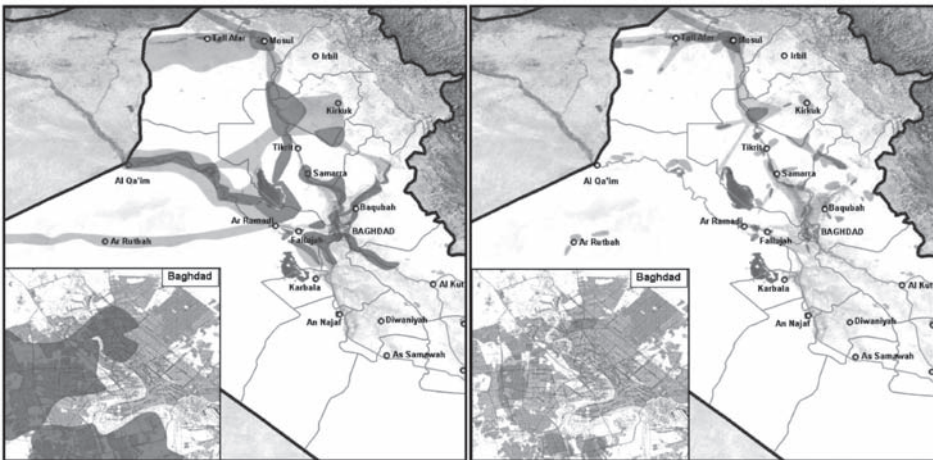 Tall Afar
Mosul
Irbil
Kirkuk
Tikrit
Samarra
Al Qa'im
Baqubah
Ar Ramadi
BAGHDAD
Fallujah
Ar Rutbah
Karbala
Al Kut
An Najaf
Diwaniyah
As Samawah
Baghdad
Tall Afar
Mosul
Irbil
Kirkuk
Tikrit
Samarra
Al Qa'im
Baqubah
Ar Ramadi
BAGHDAD
Fallujah
Ar Rutbah
Karbala
Al Kut
An Najaf
Diwaniyah
As Samawah
Baghdad